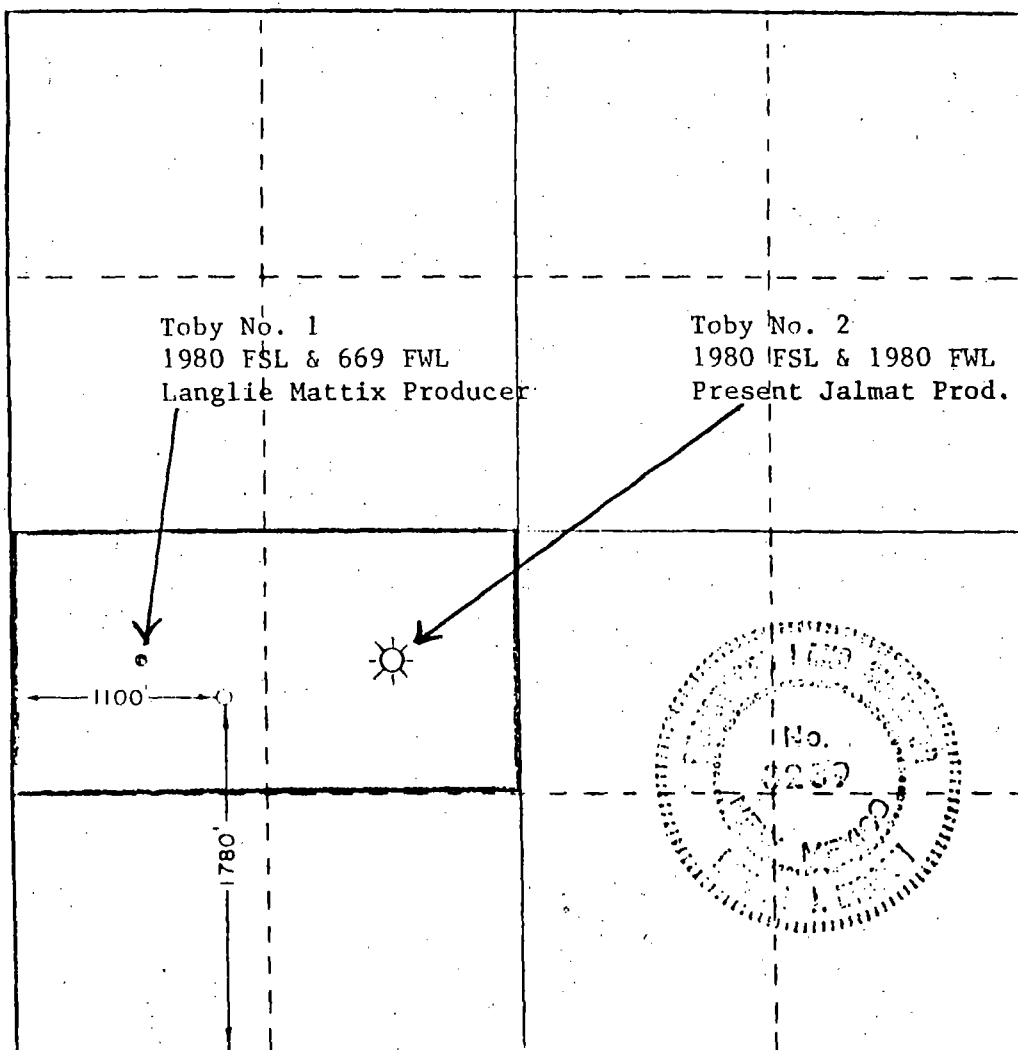 Toby No. 1
1980 FSL & 669 FWL
Langlie Mattix Producer
Toby No. 2
1980 FSL & 1980 FWL
Present Jalmat Prod.
1100'
1780'
No.
MEXICO